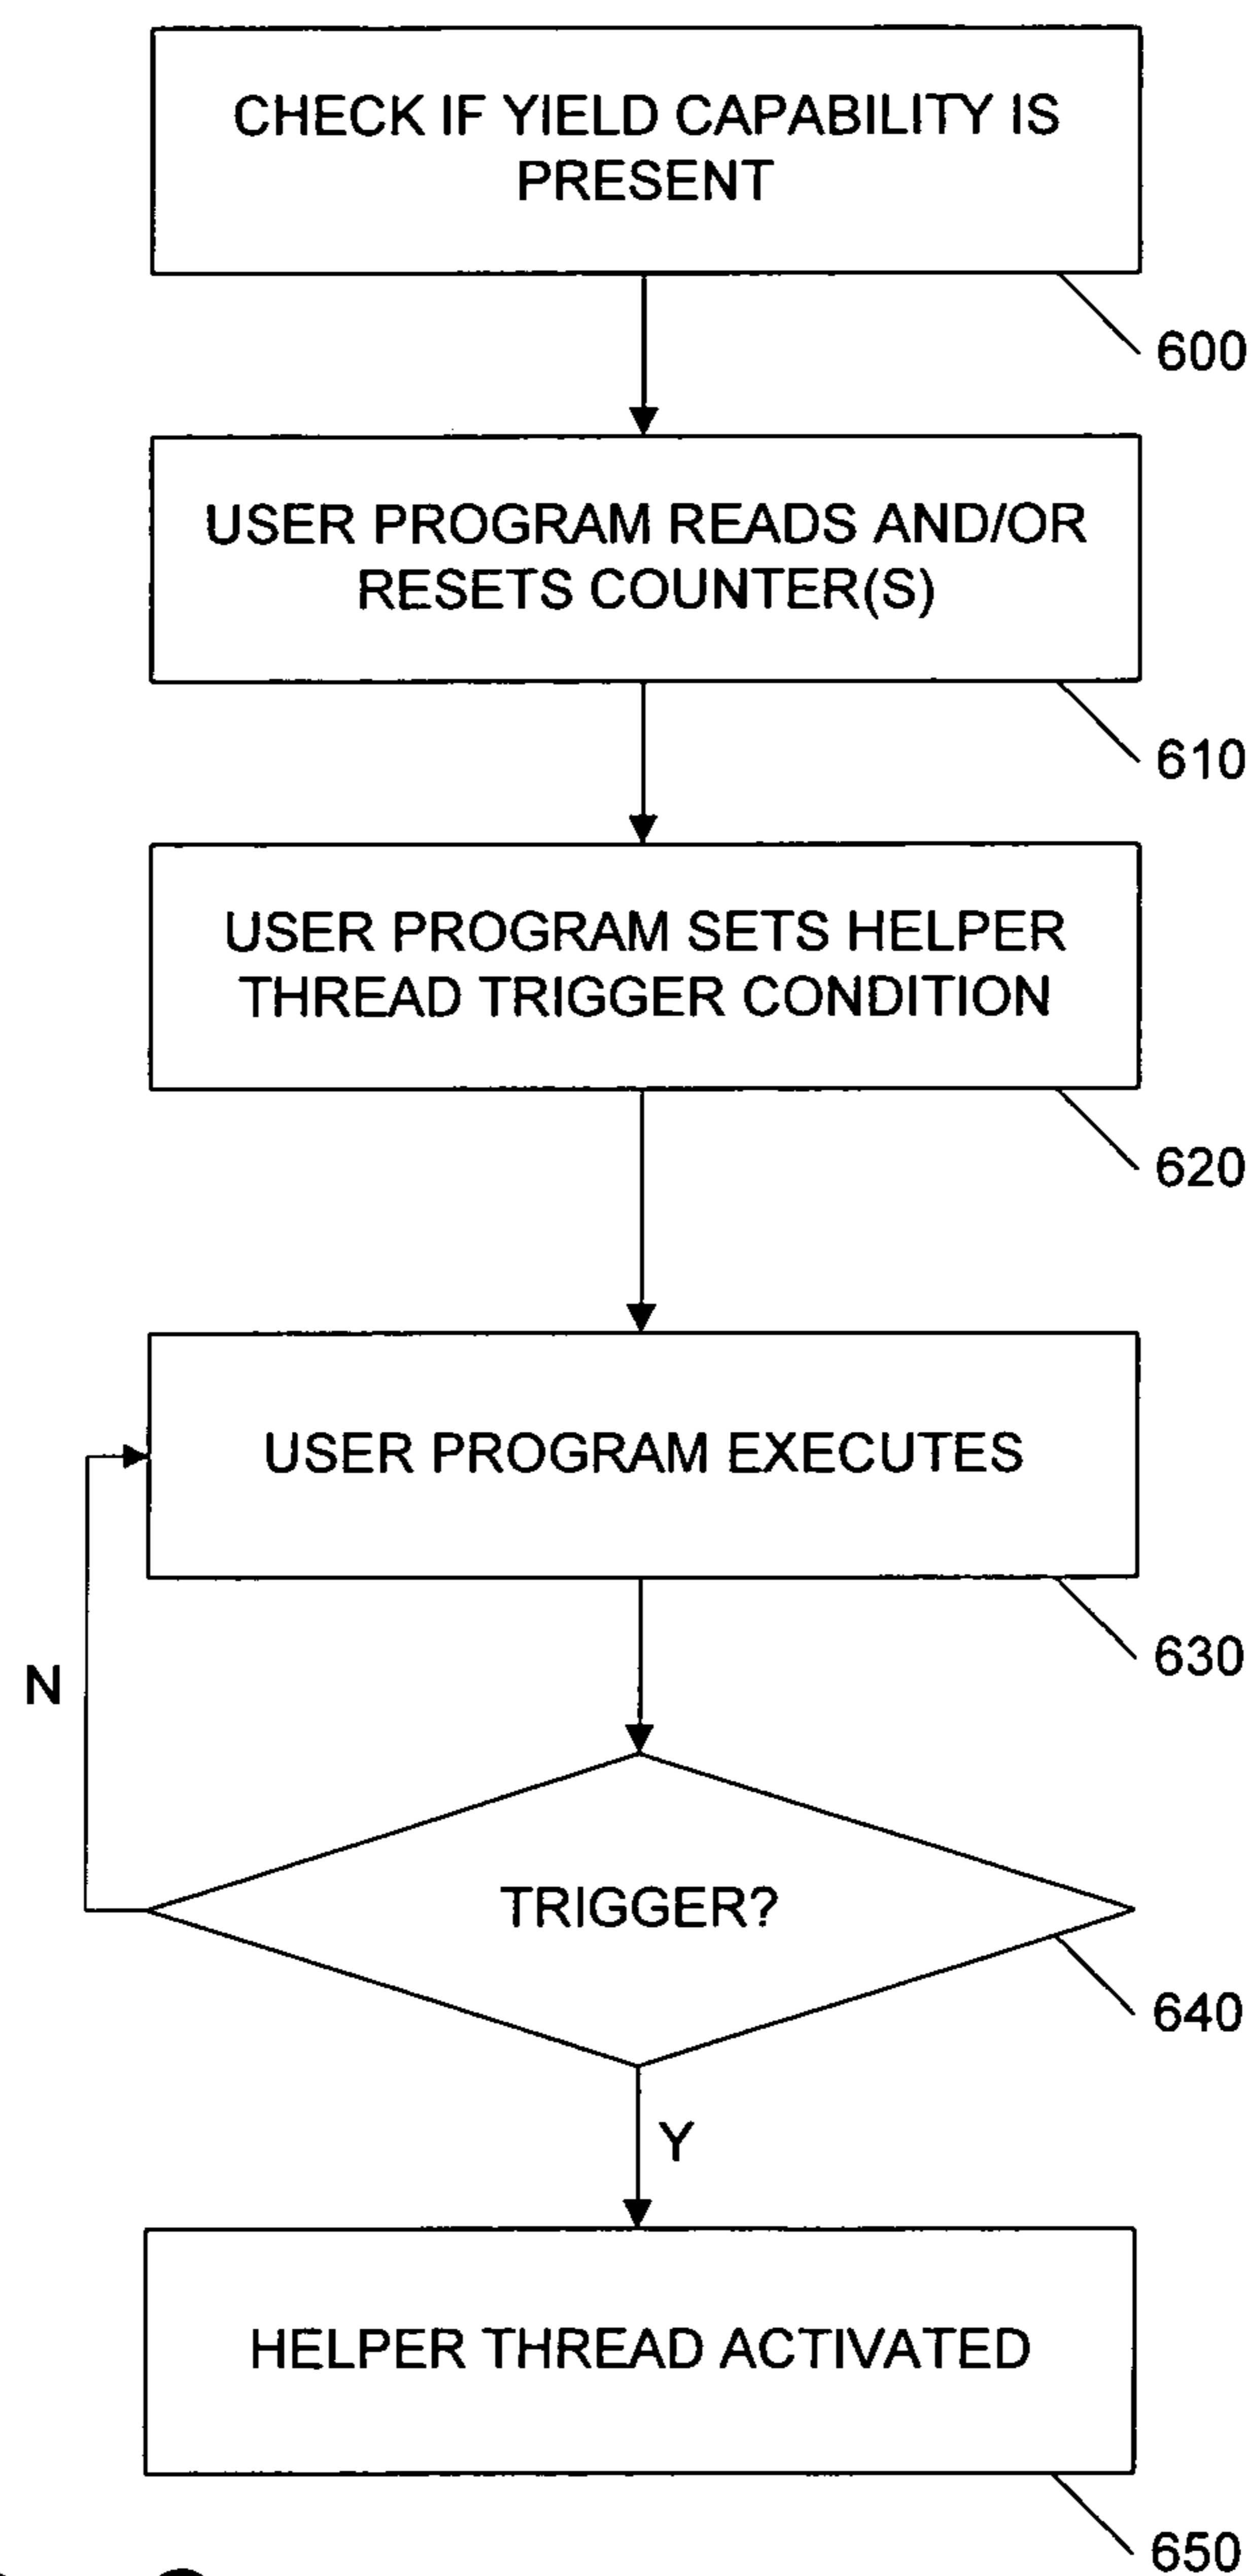 CHECK IF YIELD CAPABILITY IS
PRESENT
600
USER PROGRAM READS AND/OR
RESETS COUNTER(S)
610
USER PROGRAM SETS HELPER
THREAD TRIGGER CONDITION
620
USER PROGRAM EXECUTES
630
N
TRIGGER?
640
Y
HELPER THREAD ACTIVATED
650